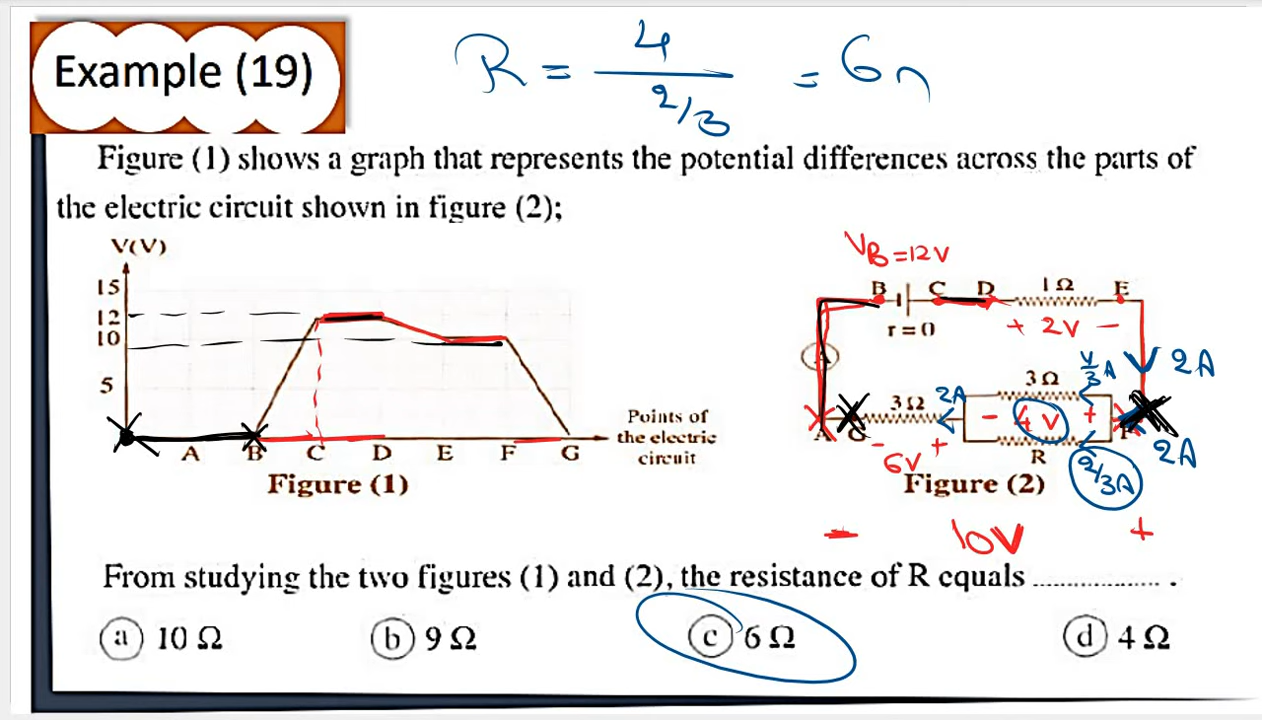 Example (19)
R = 4 / 2/3 = 6Ω
Figure (1) shows a graph that represents the potential differences across the parts of
the electric circuit shown in figure (2);
V(V)
15
12
10
5
A B C D E F G
Points of
the electric
circuit
Figure (1)
VB = 12V
B C D 1Ω E
r = 0
+ 2V −
A
2A
3Ω
3Ω
2A
4/3 A
− 4V +
A G
F
− 6V +
R
2/3A
2A
Figure (2)
− 10V +
From studying the two figures (1) and (2), the resistance of R equals .................. .
a 10 Ω b 9 Ω c 6 Ω d 4 Ω